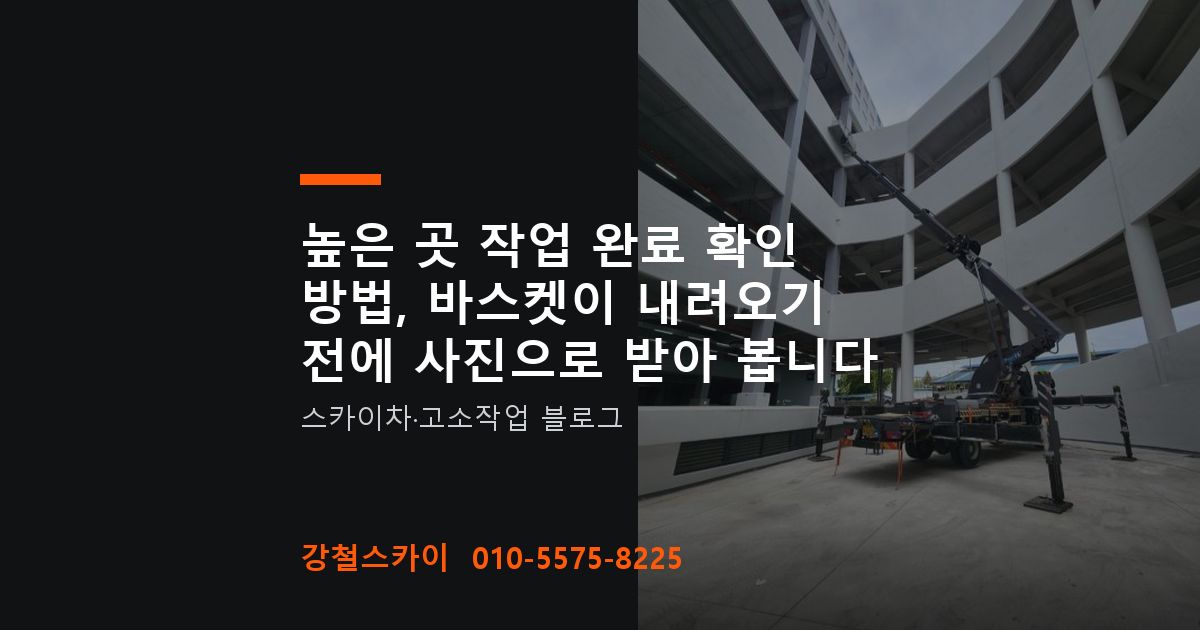 높은 곳 작업 완료 확인
방법, 바스켓이 내려오기
전에 사진으로 받아 봅니다
스카이차·고소작업 블로그
강철스카이 010-5575-8225